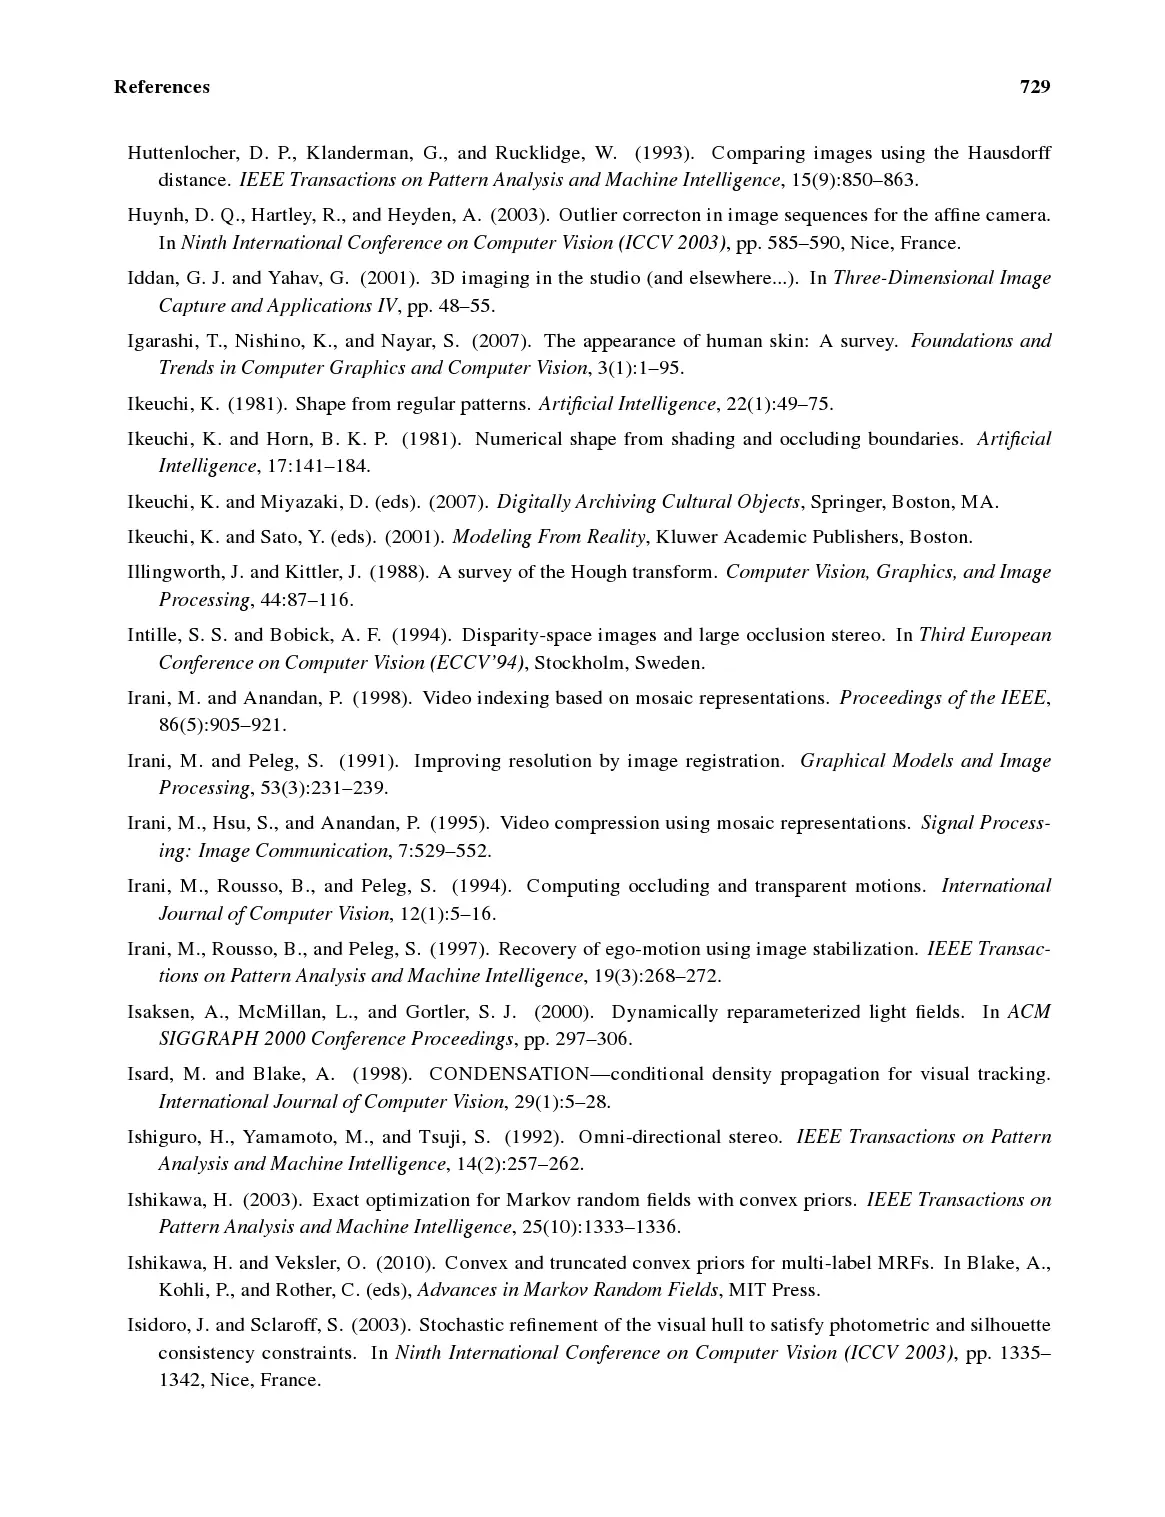 References 729
Huttenlocher, D. P., Klanderman, G., and Rucklidge, W. (1993). Comparing images using the Hausdorff
distance. IEEE Transactions on Pattern Analysis and Machine Intelligence, 15(9):850–863.
Huynh, D. Q., Hartley, R., and Heyden, A. (2003). Outlier correcton in image sequences for the affine camera.
In Ninth International Conference on Computer Vision (ICCV 2003), pp. 585–590, Nice, France.
Iddan, G. J. and Yahav, G. (2001). 3D imaging in the studio (and elsewhere...). In Three-Dimensional Image
Capture and Applications IV, pp. 48–55.
Igarashi, T., Nishino, K., and Nayar, S. (2007). The appearance of human skin: A survey. Foundations and
Trends in Computer Graphics and Computer Vision, 3(1):1–95.
Ikeuchi, K. (1981). Shape from regular patterns. Artificial Intelligence, 22(1):49–75.
Ikeuchi, K. and Horn, B. K. P. (1981). Numerical shape from shading and occluding boundaries. Artificial
Intelligence, 17:141–184.
Ikeuchi, K. and Miyazaki, D. (eds). (2007). Digitally Archiving Cultural Objects, Springer, Boston, MA.
Ikeuchi, K. and Sato, Y. (eds). (2001). Modeling From Reality, Kluwer Academic Publishers, Boston.
Illingworth, J. and Kittler, J. (1988). A survey of the Hough transform. Computer Vision, Graphics, and Image
Processing, 44:87–116.
Intille, S. S. and Bobick, A. F. (1994). Disparity-space images and large occlusion stereo. In Third European
Conference on Computer Vision (ECCV’94), Stockholm, Sweden.
Irani, M. and Anandan, P. (1998). Video indexing based on mosaic representations. Proceedings of the IEEE,
86(5):905–921.
Irani, M. and Peleg, S. (1991). Improving resolution by image registration. Graphical Models and Image
Processing, 53(3):231–239.
Irani, M., Hsu, S., and Anandan, P. (1995). Video compression using mosaic representations. Signal Process-
ing: Image Communication, 7:529–552.
Irani, M., Rousso, B., and Peleg, S. (1994). Computing occluding and transparent motions. International
Journal of Computer Vision, 12(1):5–16.
Irani, M., Rousso, B., and Peleg, S. (1997). Recovery of ego-motion using image stabilization. IEEE Transac-
tions on Pattern Analysis and Machine Intelligence, 19(3):268–272.
Isaksen, A., McMillan, L., and Gortler, S. J. (2000). Dynamically reparameterized light fields. In ACM
SIGGRAPH 2000 Conference Proceedings, pp. 297–306.
Isard, M. and Blake, A. (1998). CONDENSATION—conditional density propagation for visual tracking.
International Journal of Computer Vision, 29(1):5–28.
Ishiguro, H., Yamamoto, M., and Tsuji, S. (1992). Omni-directional stereo. IEEE Transactions on Pattern
Analysis and Machine Intelligence, 14(2):257–262.
Ishikawa, H. (2003). Exact optimization for Markov random fields with convex priors. IEEE Transactions on
Pattern Analysis and Machine Intelligence, 25(10):1333–1336.
Ishikawa, H. and Veksler, O. (2010). Convex and truncated convex priors for multi-label MRFs. In Blake, A.,
Kohli, P., and Rother, C. (eds), Advances in Markov Random Fields, MIT Press.
Isidoro, J. and Sclaroff, S. (2003). Stochastic refinement of the visual hull to satisfy photometric and silhouette
consistency constraints. In Ninth International Conference on Computer Vision (ICCV 2003), pp. 1335–
1342, Nice, France.